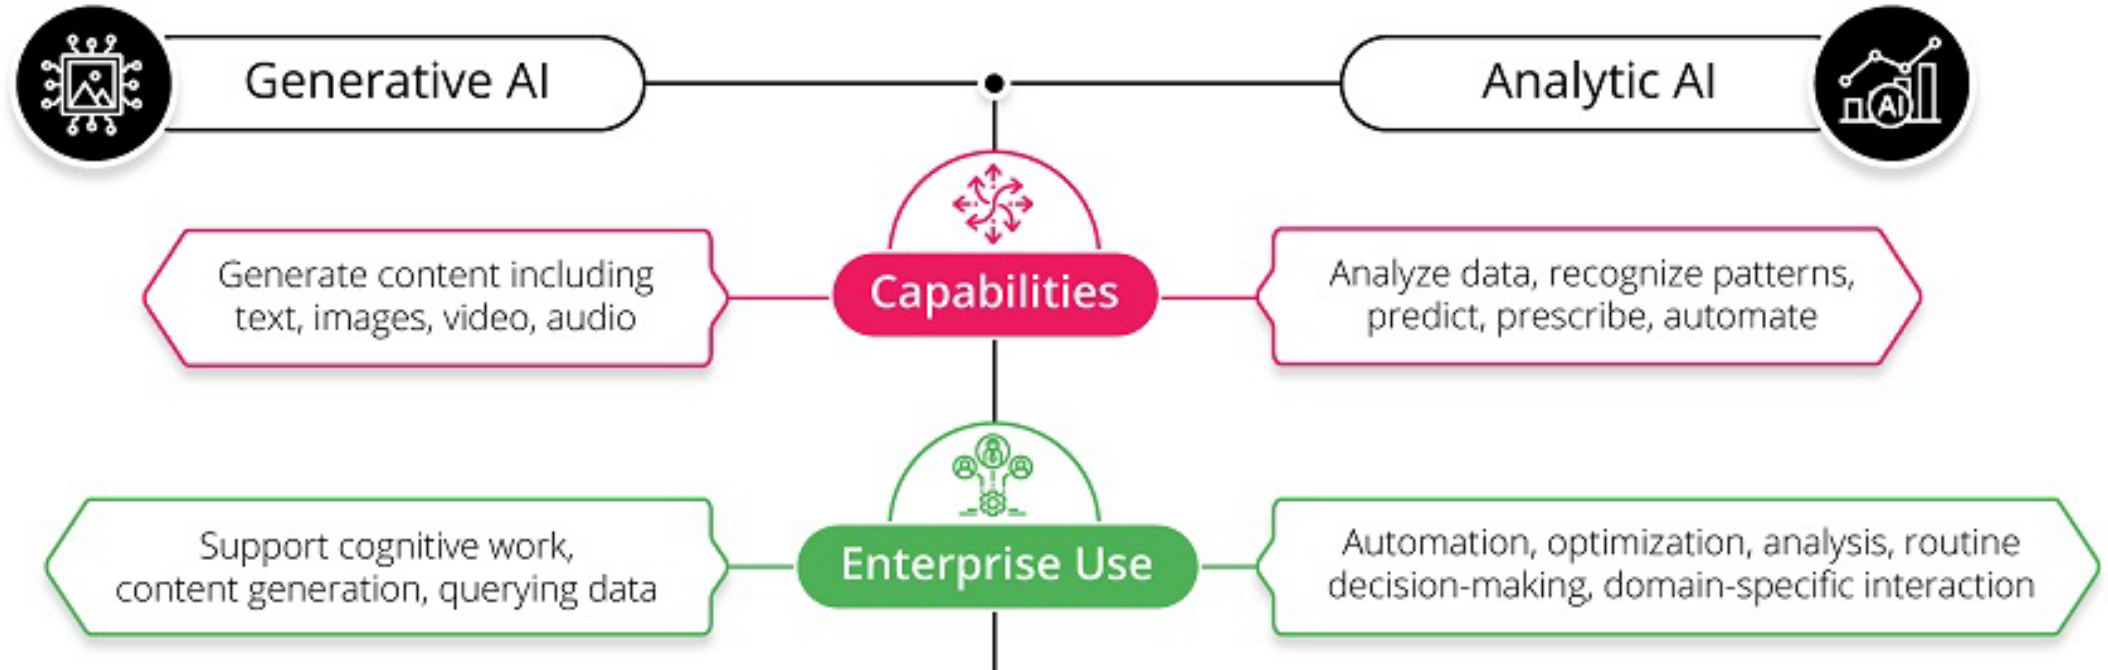 Generative AI
Analytic AI
AI
Capabilities
Generate content including
text, images, video, audio
Analyze data, recognize patterns,
predict, prescribe, automate
Enterprise Use
Support cognitive work,
content generation, querying data
Automation, optimization, analysis, routine
decision-making, domain-specific interaction